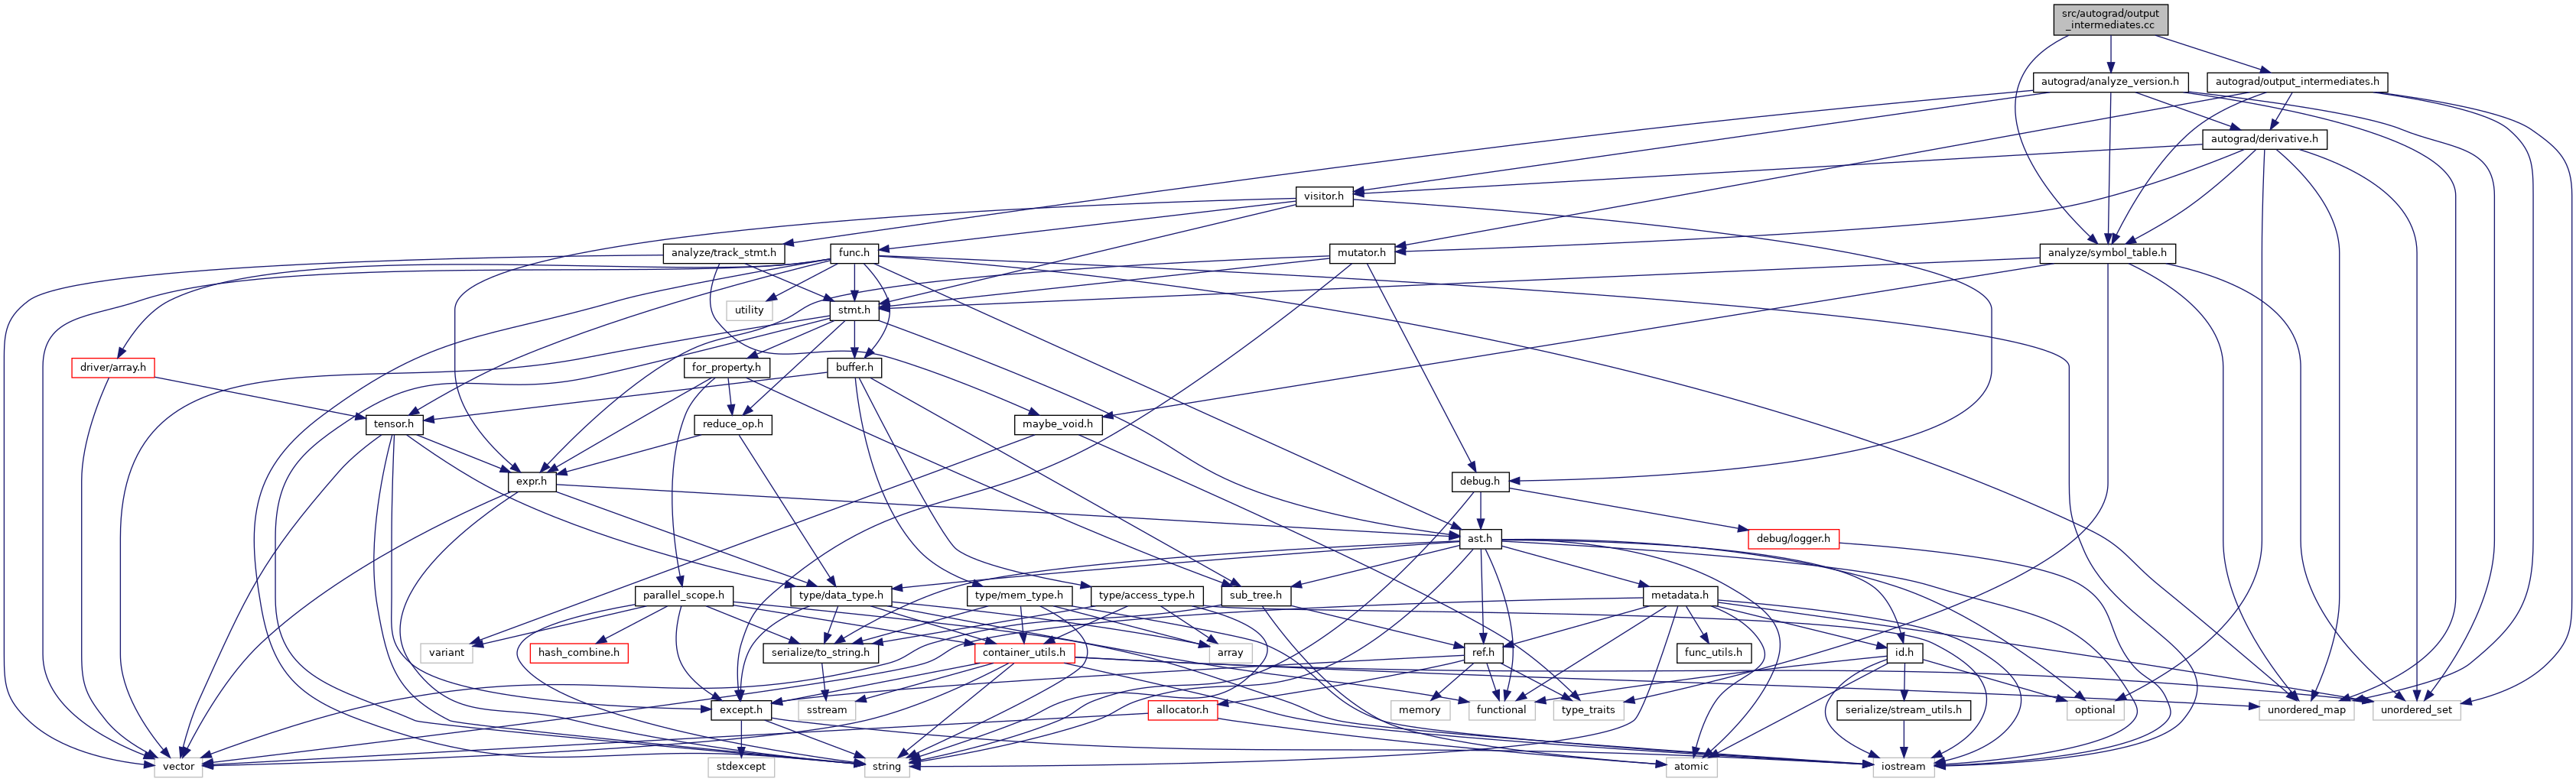 src/autograd/output
_intermediates.cc
autograd/analyze_version.h
autograd/output_intermediates.h
autograd/derivative.h
visitor.h
analyze/track_stmt.h
func.h
mutator.h
analyze/symbol_table.h
utility
stmt.h
driver/array.h
for_property.h
buffer.h
tensor.h
reduce_op.h
maybe_void.h
expr.h
debug.h
ast.h
debug/logger.h
parallel_scope.h
type/data_type.h
type/mem_type.h
type/access_type.h
sub_tree.h
metadata.h
variant
hash_combine.h
serialize/to_string.h
container_utils.h
array
ref.h
func_utils.h
id.h
except.h
sstream
allocator.h
memory
functional
type_traits
serialize/stream_utils.h
optional
unordered_map
unordered_set
vector
stdexcept
string
atomic
iostream